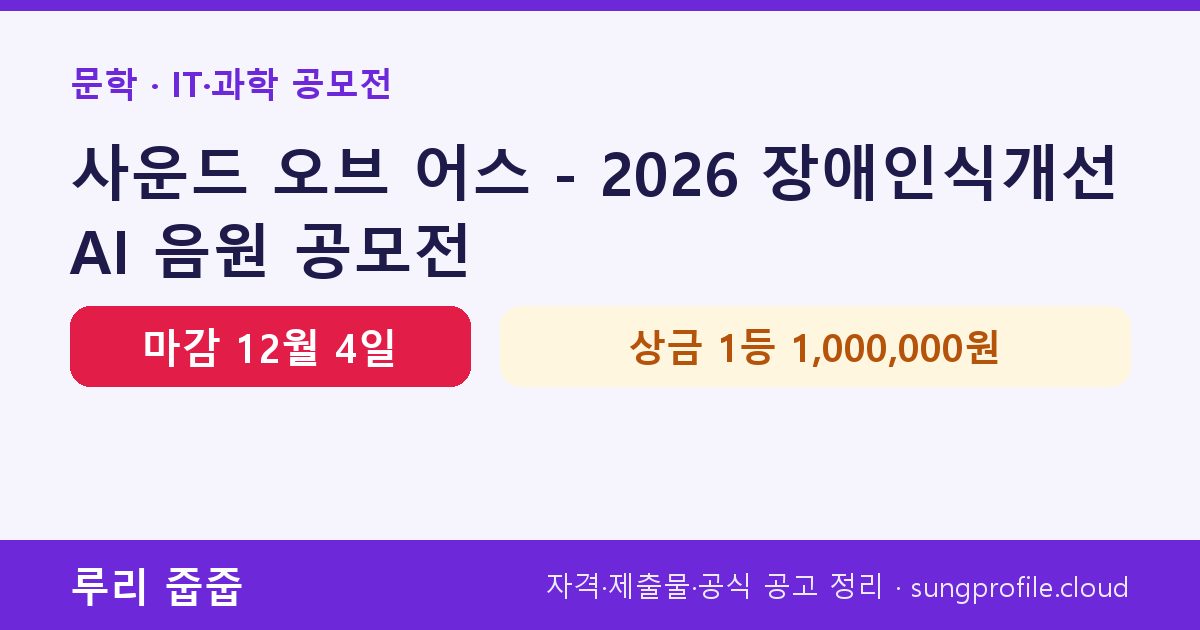 문학 · IT·과학 공모전
사운드 오브 어스 - 2026 장애인식개선
AI 음원 공모전
마감 12월 4일
상금 1등 1,000,000원
루리 줍줍
자격·제출물·공식 공고 정리 · sungprofile.cloud